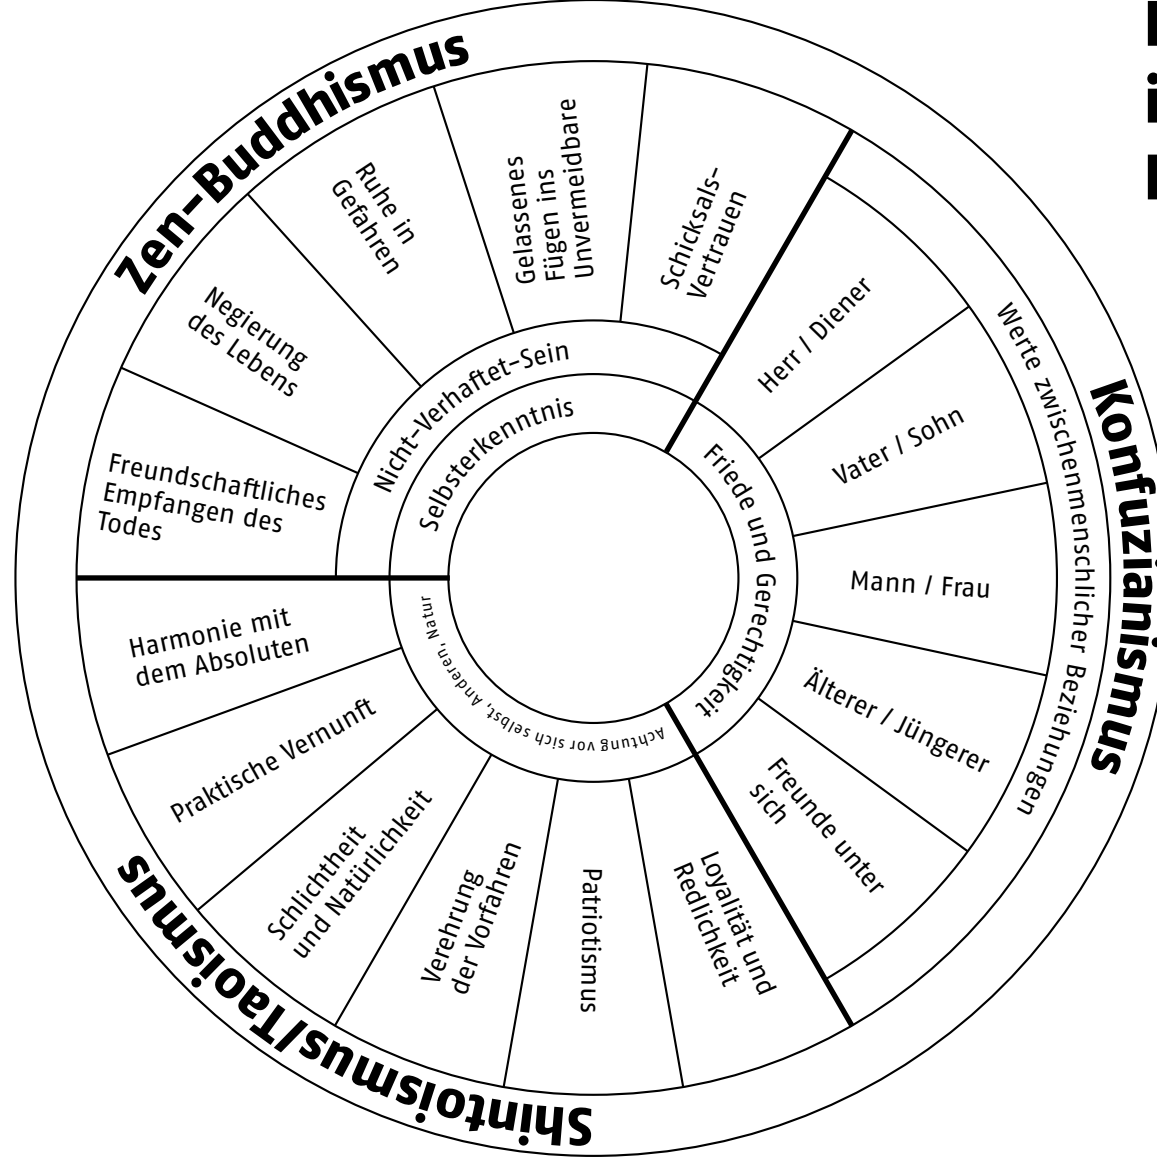 Zen-Buddhismus
Nicht-Verhaftet-Sein
Selbsterkenntnis
Freundschaftliches
Empfangen des
Todes
Negierung
des Lebens
Ruhe in
Gefahren
Gelassenes
Fügen ins
Unvermeidbare
Schicksals-
Vertrauen
Konfuzianismus
Werte zwischenmenschlicher Beziehungen
Friede und Gerechtigkeit
Herr / Diener
Vater / Sohn
Mann / Frau
Älterer / Jüngerer
Freunde unter
sich
Shintoismus/Taoismus
Achtung vor sich selbst, Anderen, Natur
Loyalität und
Redlichkeit
Patriotismus
Verehrung
der Vorfahren
Schlichtheit
und Natürlichkeit
Praktische Vernunft
Harmonie mit
dem Absoluten